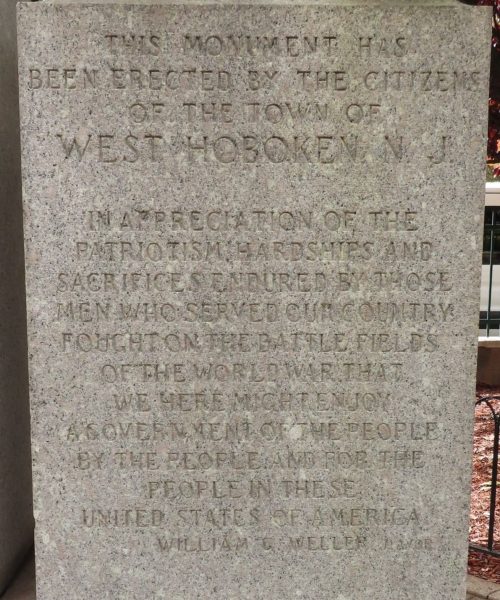 THIS MONUMENT HAS
BEEN ERECTED BY THE CITIZENS
OF THE TOWN OF
WEST HOBOKEN, N. J.
IN APPRECIATION OF THE
PATRIOTISM, HARDSHIPS AND
SACRIFICES ENDURED BY THOSE
MEN WHO SERVED OUR COUNTRY
FOUGHT ON THE BATTLE FIELDS
OF THE WORLD WAR THAT
WE HERE MIGHT ENJOY
A GOVERNMENT OF THE PEOPLE
BY THE PEOPLE AND FOR THE
PEOPLE IN THESE
UNITED STATES OF AMERICA
WILLIAM G. WELLER